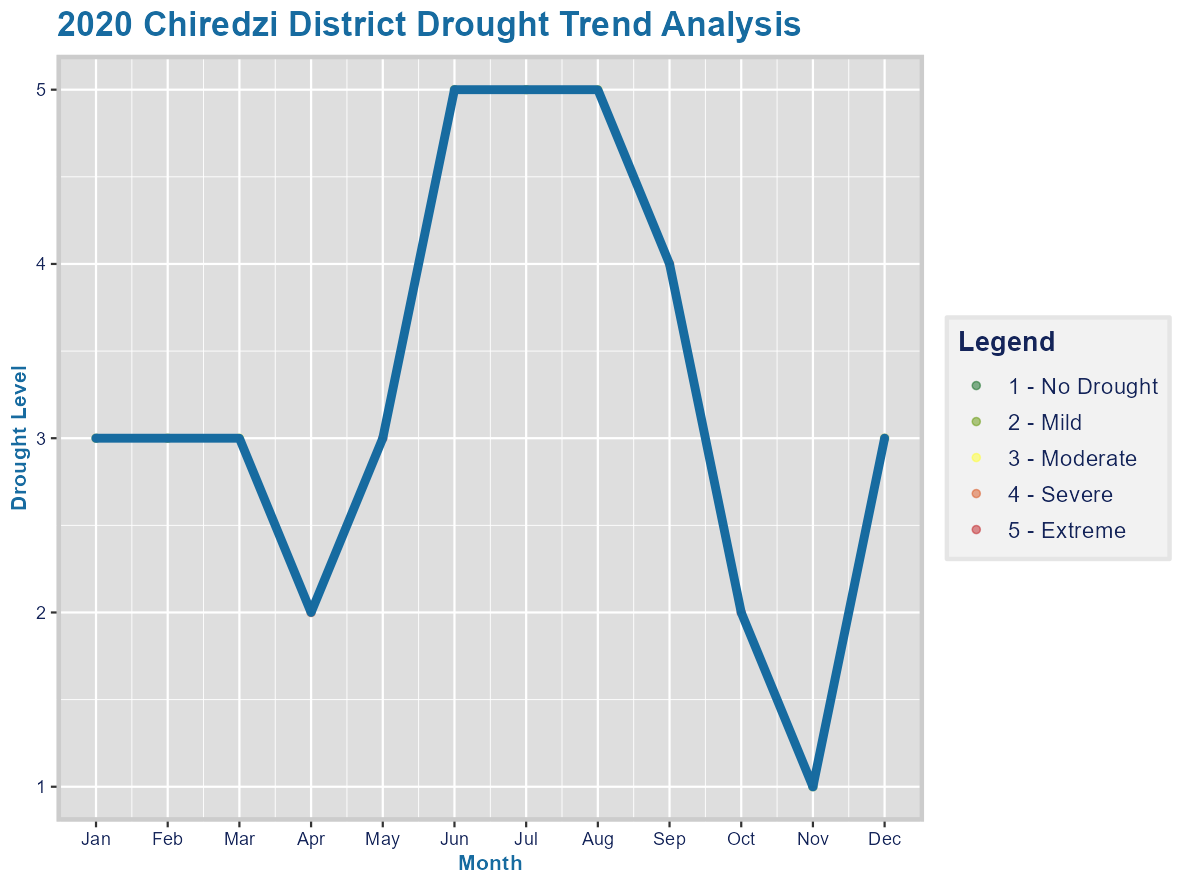 2020 Chiredzi District Drought Trend Analysis
5
4
3
2
1
Drought Level
Jan Feb Mar Apr May Jun Jul Aug Sep Oct Nov Dec
Month
Legend
1 - No Drought
2 - Mild
3 - Moderate
4 - Severe
5 - Extreme